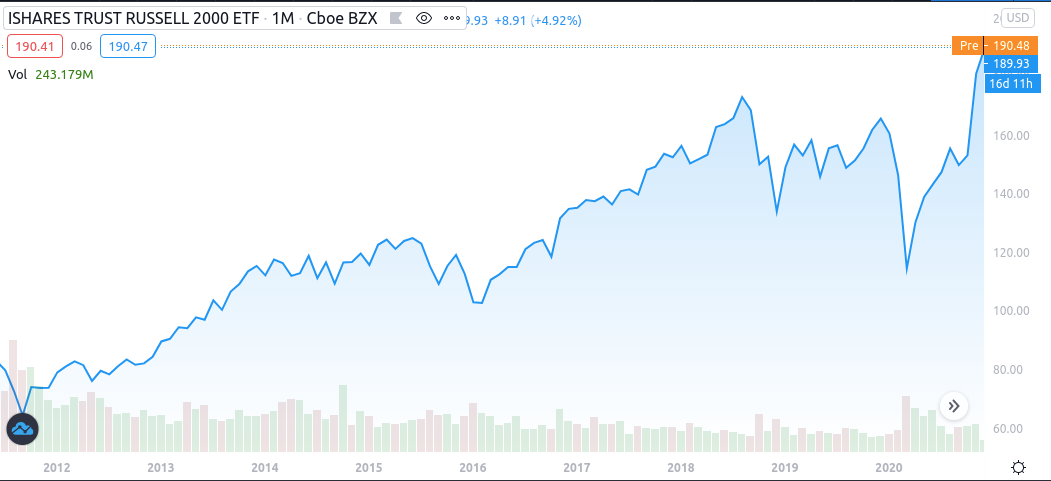 ISHARES TRUST RUSSELL 2000 ETF · 1M · Cboe BZX 9.93 +8.91 (+4.92%)
USD
190.41 0.06 190.47
Pre 190.48
189.93
Vol 243.179M
16d 11h
160.00
140.00
120.00
100.00
80.00
60.00
2012 2013 2014 2015 2016 2017 2018 2019 2020